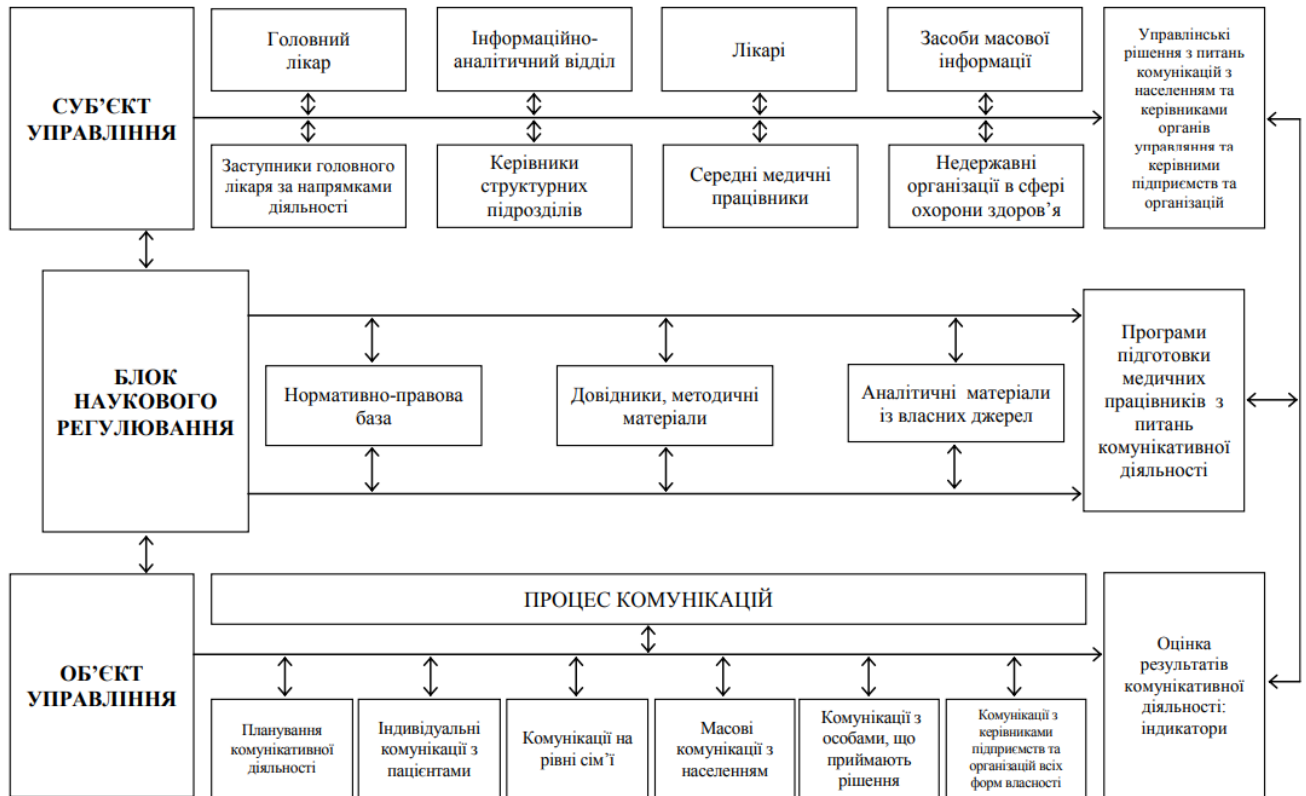 СУБ’ЄКТ
УПРАВЛІННЯ
Головний
лікар
Інформаційно-
аналітичний відділ
Лікарі
Засоби масової
інформації
Заступники головного
лікаря за напрямками
діяльності
Керівники
структурних
підрозділів
Середні медичні
працівники
Недержавні
організації в сфері
охорони здоров’я
Управлінські
рішення з питань
комунікацій з
населенням та
керівниками
органів
управляння та
керівними
підприємств та
організацій
БЛОК
НАУКОВОГО
РЕГУЛЮВАННЯ
Нормативно-правова
база
Довідники, методичні
матеріали
Аналітичні матеріали
із власних джерел
Програми
підготовки
медичних
працівників з
питань
комунікативної
діяльності
ОБ’ЄКТ
УПРАВЛІННЯ
ПРОЦЕС КОМУНІКАЦІЙ
Планування
комунікативної
діяльності
Індивідуальні
комунікації з
пацієнтами
Комунікації на
рівні сім’ї
Масові
комунікації з
населенням
Комунікації з
особами, що
приймають
рішення
Комунікації з
керівниками
підприємств та
організацій всіх
форм власності
Оцінка
результатів
комунікативної
діяльності:
індикатори